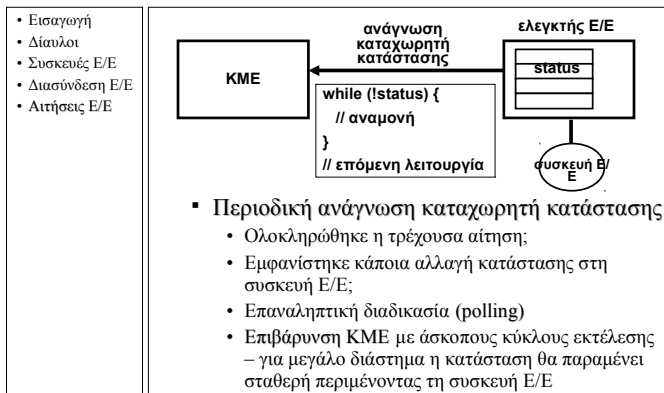 • Εισαγωγή
• Δίαυλοι
• Συσκευές Ε/Ε
• Διασύνδεση Ε/Ε
• Αιτήσεις Ε/Ε
ανάγνωση
καταχωρητή
κατάστασης
ελεγκτής Ε/Ε
ΚΜΕ
status
while (!status) {
// αναμονή
}
// επόμενη λειτουργία
συσκευή Ε/
Ε
▪ Περιοδική ανάγνωση καταχωρητή κατάστασης
• Ολοκληρώθηκε η τρέχουσα αίτηση;
• Εμφανίστηκε κάποια αλλαγή κατάστασης στη
συσκευή Ε/Ε;
• Επαναληπτική διαδικασία (polling)
• Επιβάρυνση ΚΜΕ με άσκοπους κύκλους εκτέλεσης
– για μεγάλο διάστημα η κατάσταση θα παραμένει
σταθερή περιμένοντας τη συσκευή Ε/Ε